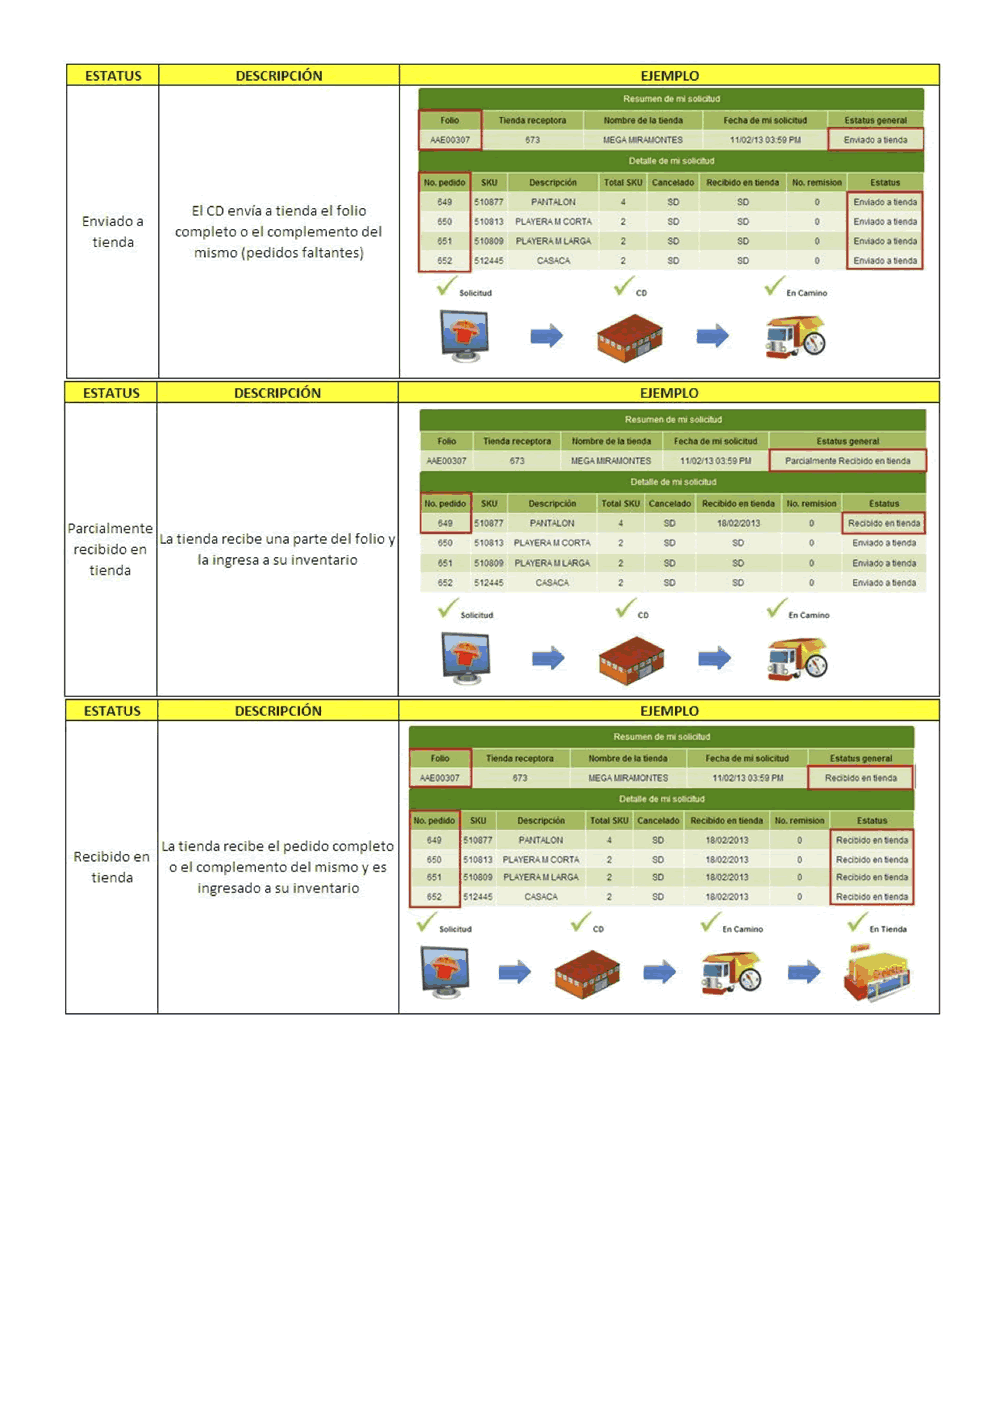 ESTATUS DESCRIPCIÓN EJEMPLO
Enviado a
tienda
El CD envía a tienda el folio
completo o el complemento del
mismo (pedidos faltantes)
Resumen de mi solicitud
Folio Tienda receptora Nombre de la tienda Fecha de mi solicitud Estatus general
AAE00307 673 MEGA MIRAMONTES 11/02/13 03:59 PM Enviado a tienda
Detalle de mi solicitud
No. pedido SKU Descripción Total SKU Cancelado Recibido en tienda No. remision Estatus
649 510877 PANTALON 4 SD SD 0 Enviado a tienda
650 510813 PLAYERA M CORTA 2 SD SD 0 Enviado a tienda
651 510809 PLAYERA M LARGA 2 SD SD 0 Enviado a tienda
652 512445 CASACA 2 SD SD 0 Enviado a tienda
Solicitud CD En Camino
ESTATUS DESCRIPCIÓN EJEMPLO
Parcialmente
recibido en
tienda
La tienda recibe una parte del folio y
la ingresa a su inventario
Resumen de mi solicitud
Folio Tienda receptora Nombre de la tienda Fecha de mi solicitud Estatus general
AAE00307 673 MEGA MIRAMONTES 11/02/13 03:59 PM Parcialmente Recibido en tienda
Detalle de mi solicitud
No. pedido SKU Descripción Total SKU Cancelado Recibido en tienda No. remision Estatus
649 510877 PANTALON 4 SD 18/02/2013 0 Recibido en tienda
650 510813 PLAYERA M CORTA 2 SD SD 0 Enviado a tienda
651 510809 PLAYERA M LARGA 2 SD SD 0 Enviado a tienda
652 512445 CASACA 2 SD SD 0 Enviado a tienda
Solicitud CD En Camino
ESTATUS DESCRIPCIÓN EJEMPLO
Recibido en
tienda
La tienda recibe el pedido completo
o el complemento del mismo y es
ingresado a su inventario
Resumen de mi solicitud
Folio Tienda receptora Nombre de la tienda Fecha de mi solicitud Estatus general
AAE00307 673 MEGA MIRAMONTES 11/02/13 03:59 PM Recibido en tienda
Detalle de mi solicitud
No. pedido SKU Descripción Total SKU Cancelado Recibido en tienda No. remision Estatus
649 510877 PANTALON 4 SD 18/02/2013 0 Recibido en tienda
650 510813 PLAYERA M CORTA 2 SD 18/02/2013 0 Recibido en tienda
651 510809 PLAYERA M LARGA 2 SD 18/02/2013 0 Recibido en tienda
652 512445 CASACA 2 SD 18/02/2013 0 Recibido en tienda
Solicitud CD En Camino En Tienda